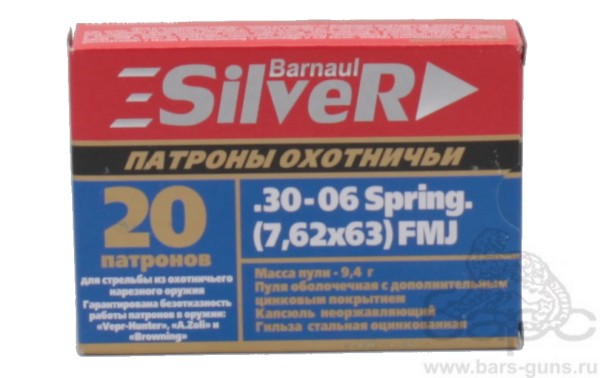 Barnaul
SilveR
ПАТРОНЫ ОХОТНИЧЬИ
20
патронов
для стрельбы из охотничьего
нарезного оружия
Гарантирована безотказность
работы патронов в оружии:
«Vepr-Hunter», «A.Zoli» и
«Browning»
.30-06 Spring.
(7,62x63) FMJ
Масса пули - 9,4 г
Пуля оболочечная с дополнительным
цинковым покрытием
Капсюль неоржавляющий
Гильза стальная оцинкованная
барс
www.bars-guns.ru